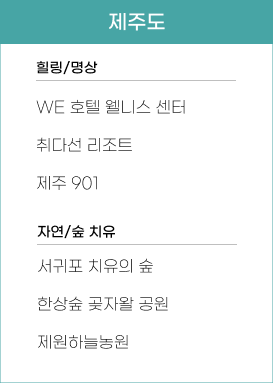 제주도
힐링/명상
WE 호텔 웰니스 센터
취다선 리조트
제주 901
자연/숲 치유
서귀포 치유의 숲
한상숲 곶자왈 공원
제원하늘농원